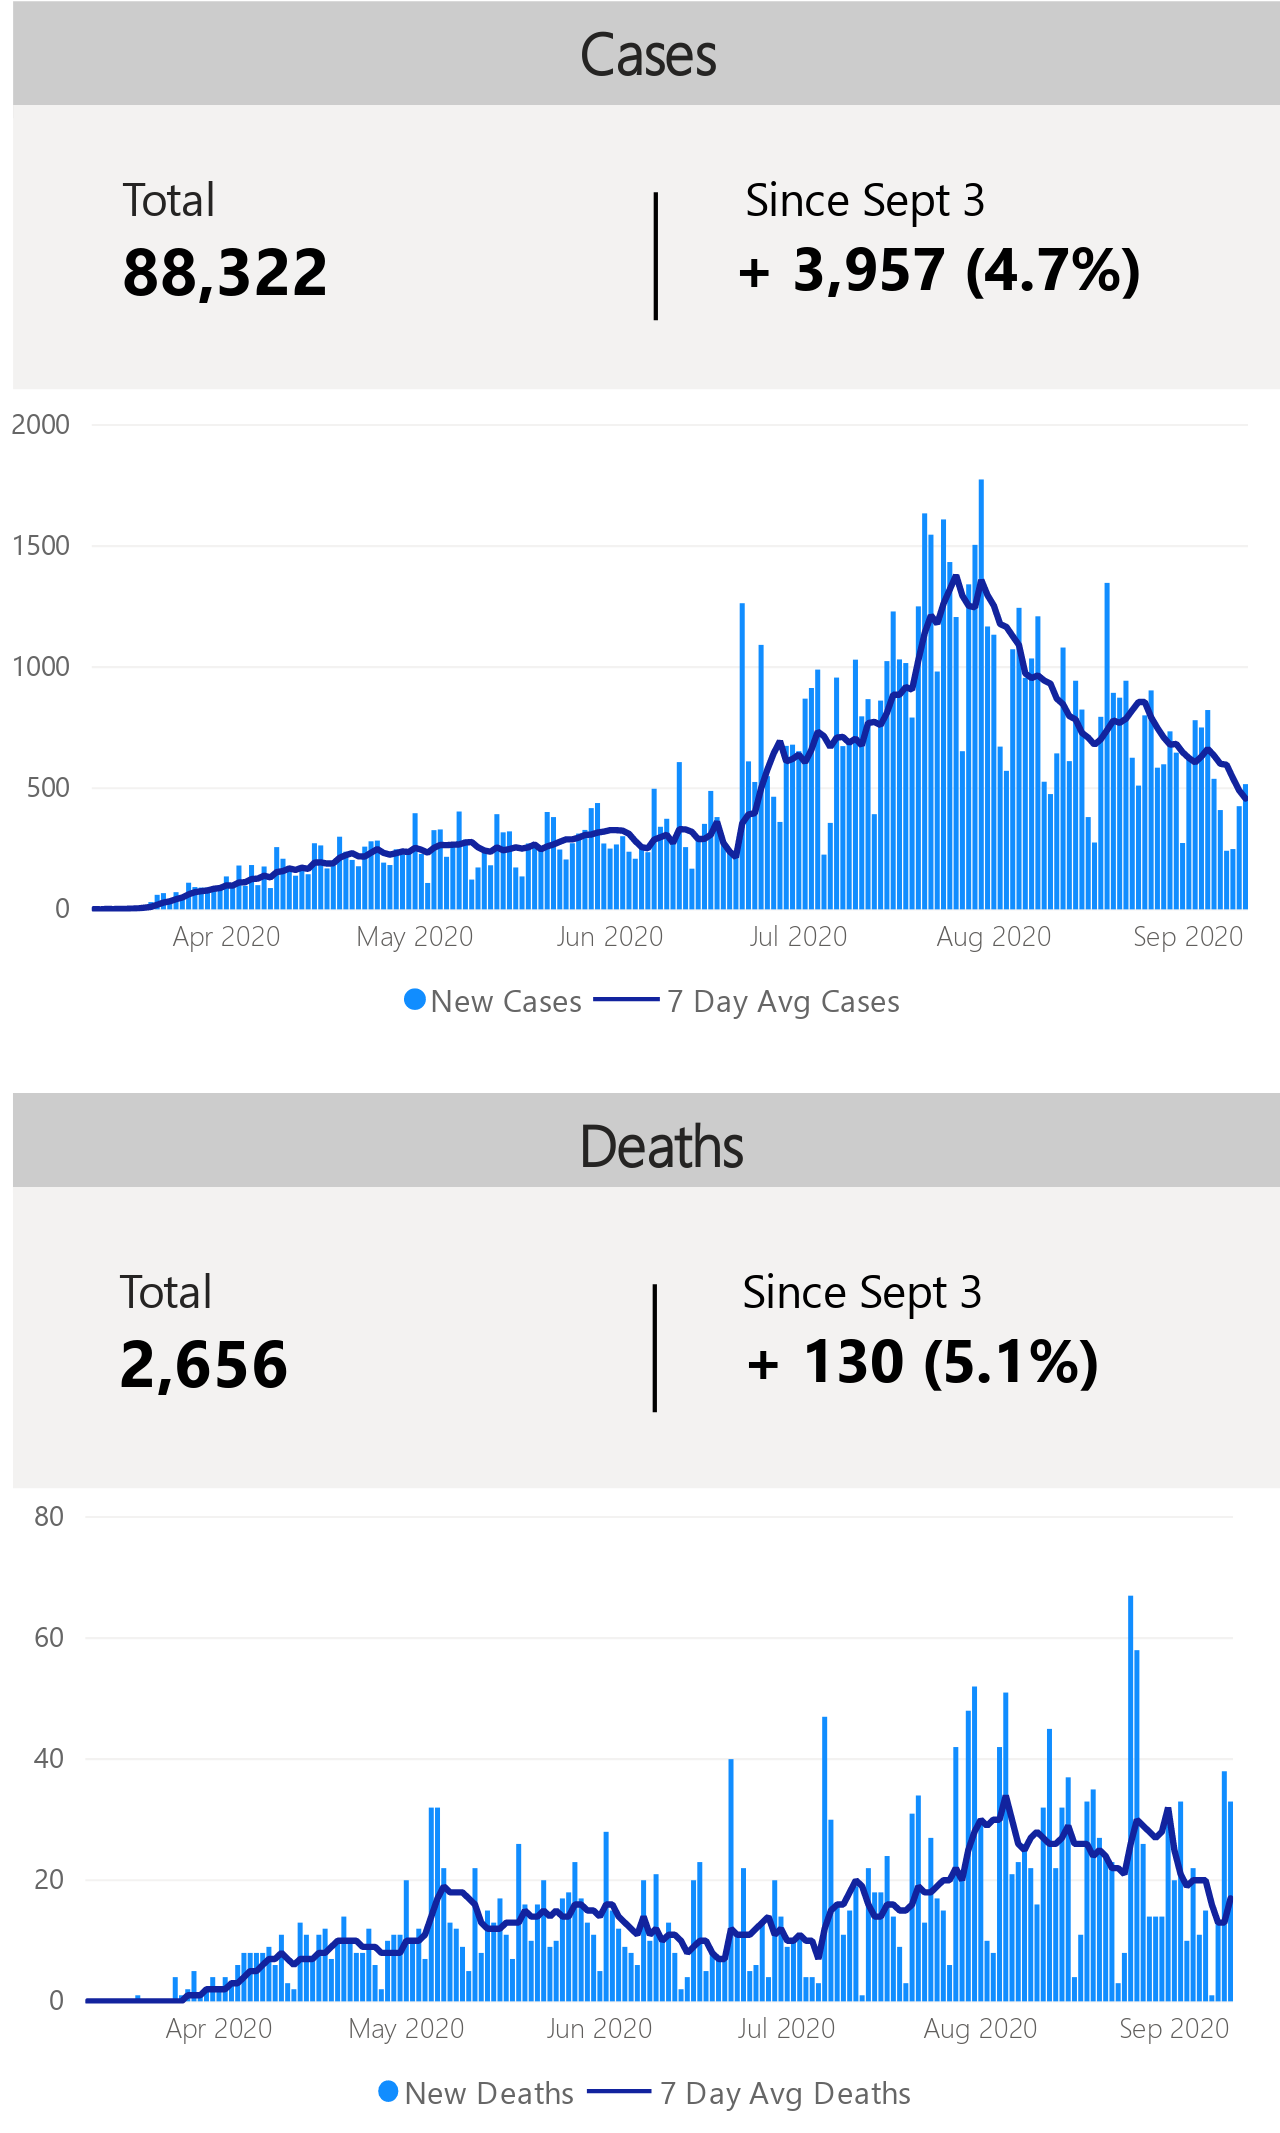 Cases
Total
Since Sept 3
88,322
+ 3,957 (4.7%)
2000
1500
1000
500
0
Apr 2020 May 2020 Jun 2020 Jul 2020 Aug 2020 Sep 2020
New Cases 7 Day Avg Cases
Deaths
Total
Since Sept 3
2,656
+ 130 (5.1%)
80
60
40
20
0
Apr 2020 May 2020 Jun 2020 Jul 2020 Aug 2020 Sep 2020
New Deaths 7 Day Avg Deaths